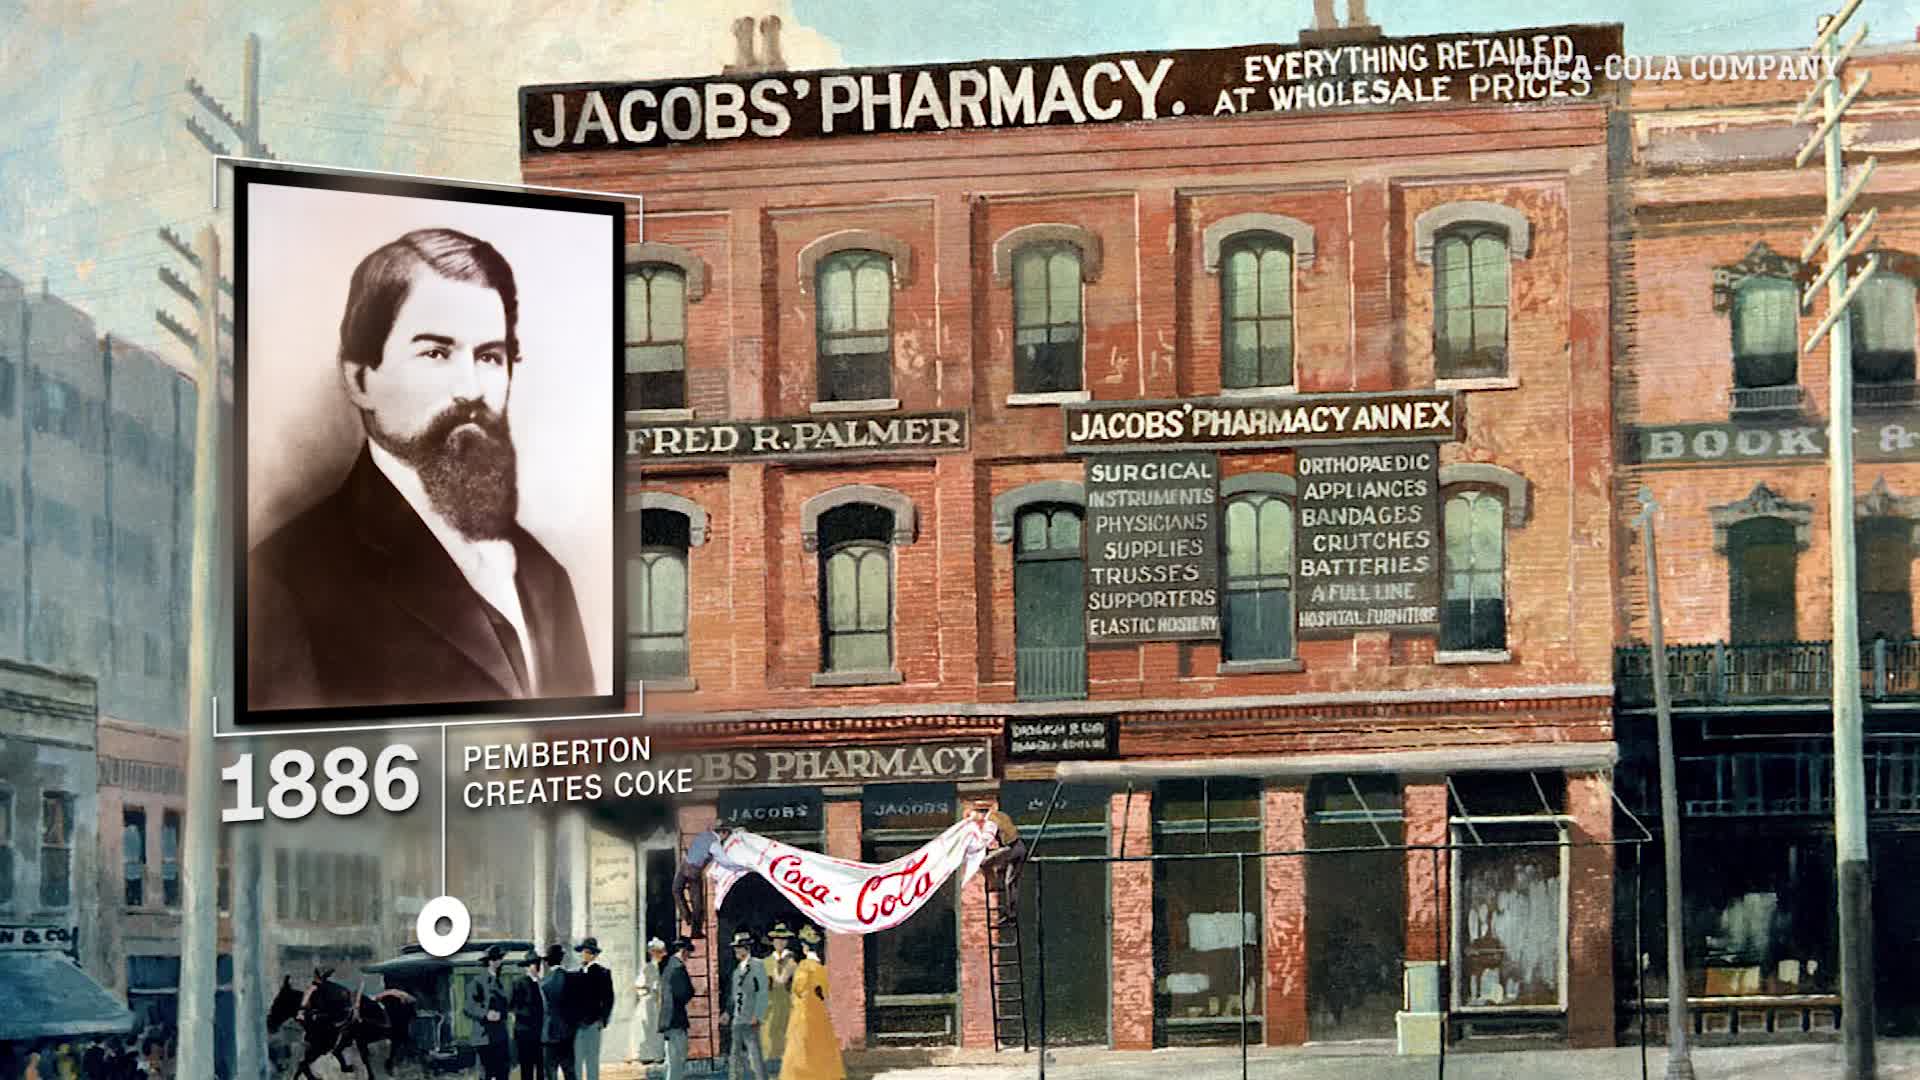 JACOBS' PHARMACY.
EVERYTHING RETAILED
AT WHOLESALE PRICES
COCA-COLA COMPANY
FRED R. PALMER
JACOBS' PHARMACY ANNEX
BOOK &
SURGICAL
INSTRUMENTS
PHYSICIANS
SUPPLIES
TRUSSES
SUPPORTERS
ELASTIC HOSIERY
ORTHOPAEDIC
APPLIANCES
BANDAGES
CRUTCHES
BATTERIES
A FULL LINE
HOSPITAL FURNITURE
1886
PEMBERTON
CREATES COKE
OBS PHARMACY
JACOBS
JACOBS
Coca-Cola
N & CO.